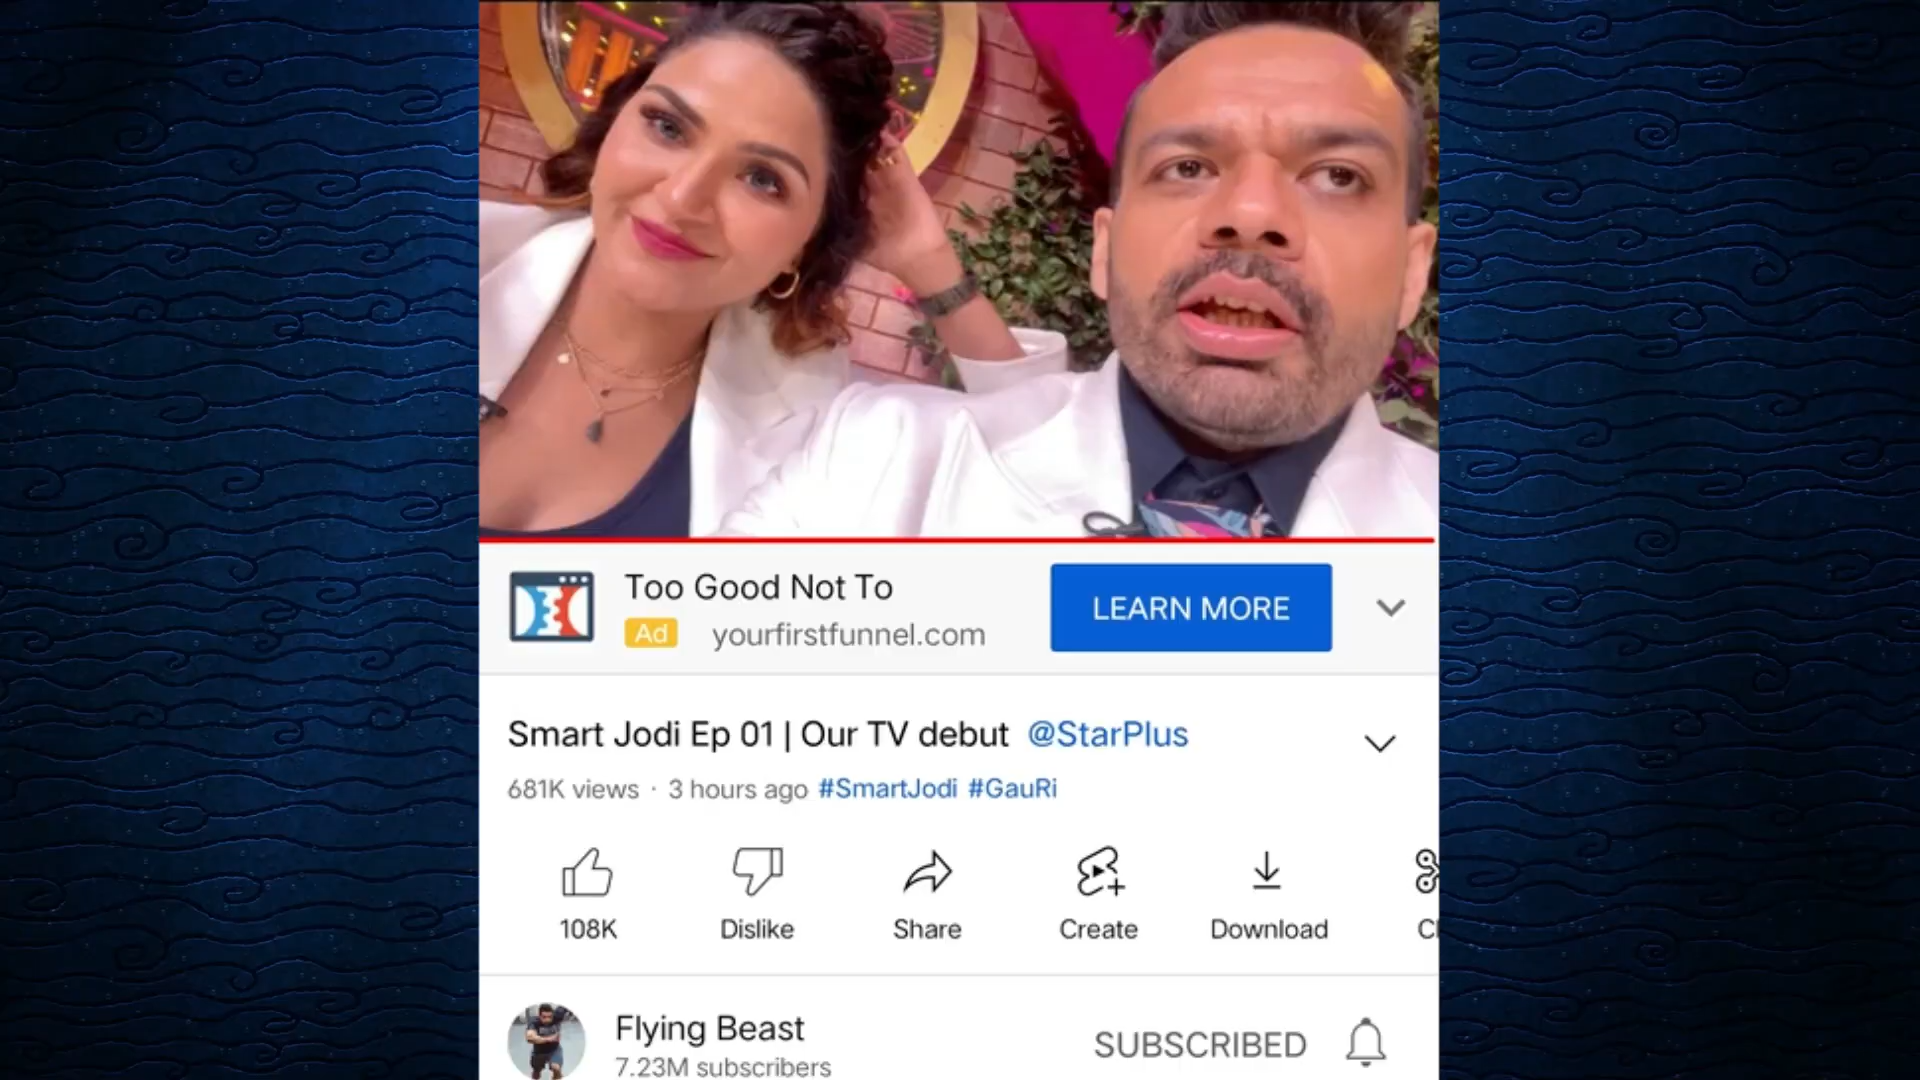 Too Good Not To
Ad yourfirstfunnel.com
LEARN MORE
Smart Jodi Ep 01 | Our TV debut @StarPlus
681K views · 3 hours ago #SmartJodi #GauRi
108K
Dislike
Share
Create
Download
Flying Beast
7.23M subscribers
SUBSCRIBED